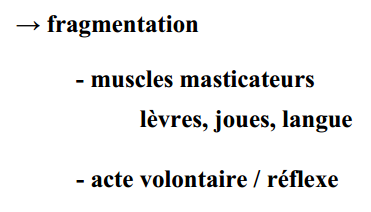 → fragmentation
- muscles masticateurs
lèvres, joues, langue
- acte volontaire / réflexe